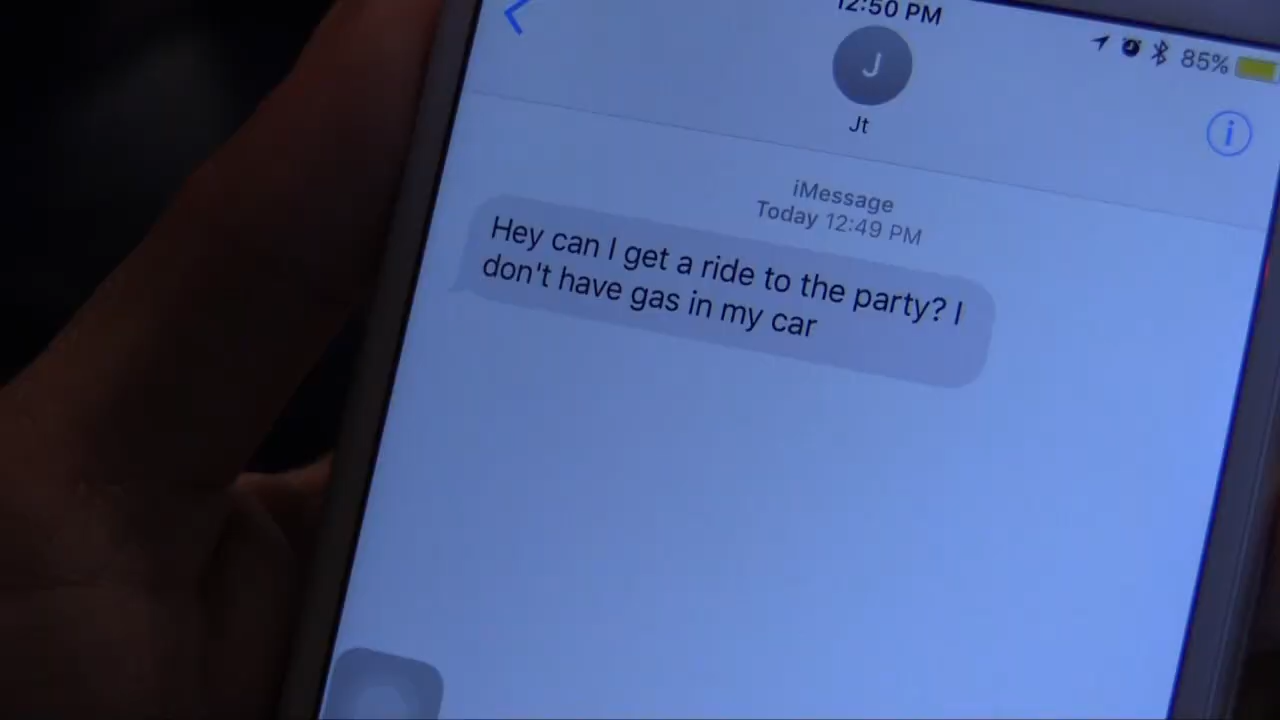 12:50 PM
85%
J
Jt
iMessage
Today 12:49 PM
Hey can I get a ride to the party? I
don't have gas in my car